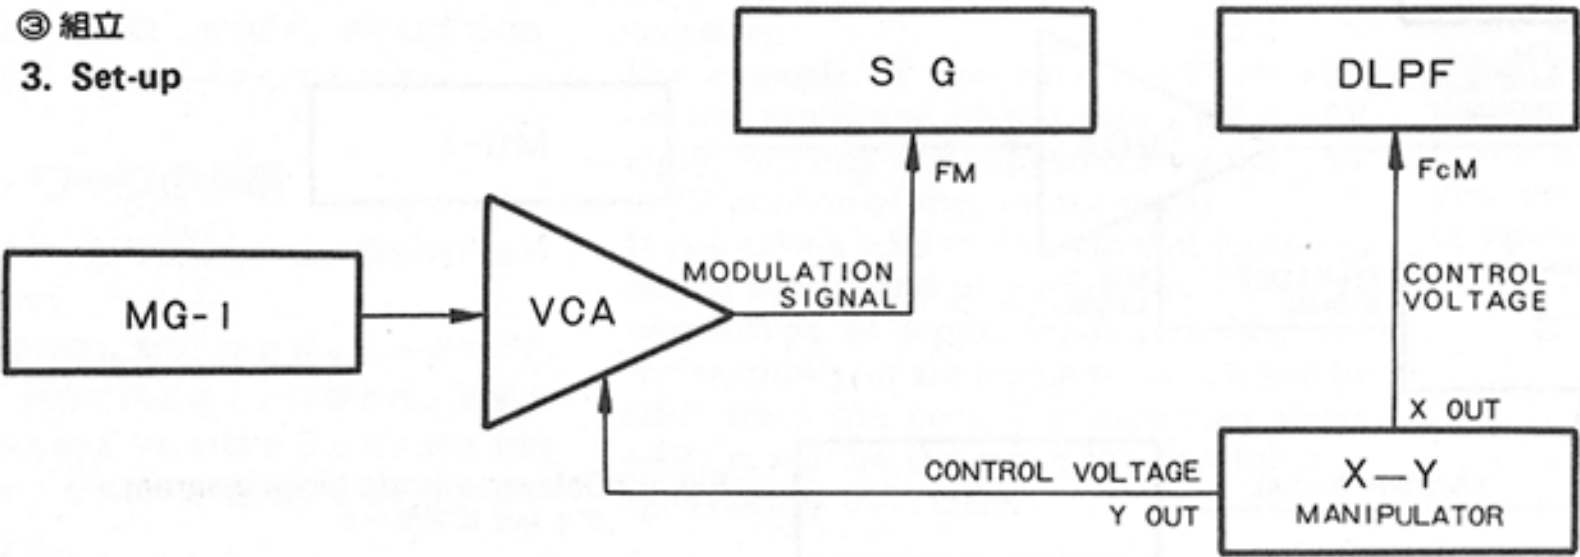 ③ 組立
3. Set-up
S G
DLPF
FM
FcM
MG-1
VCA
MODULATION
SIGNAL
CONTROL
VOLTAGE
X OUT
CONTROL VOLTAGE
Y OUT
X—Y
MANIPULATOR